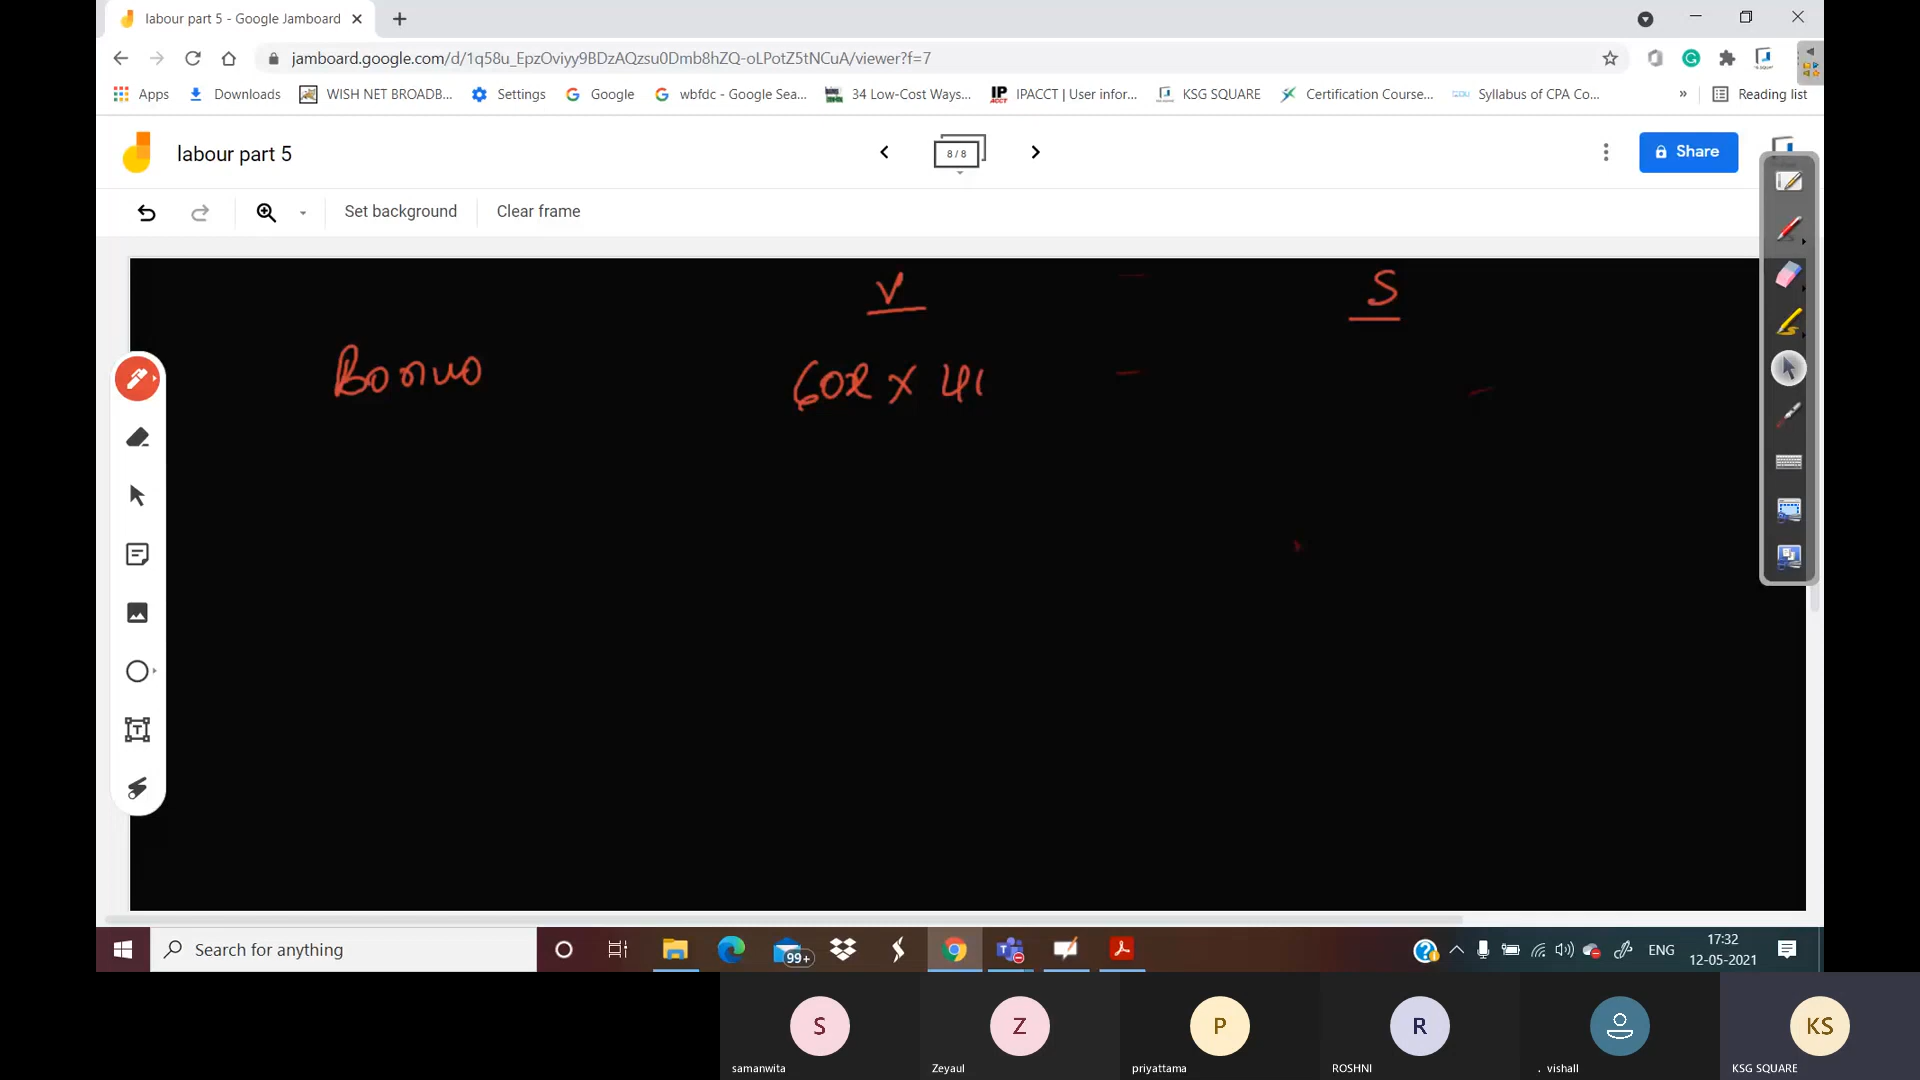 labour part 5 - Google Jamboard
jamboard.google.com/d/1q58u_EpzOviyy9BDzAQzsu0Dmb8hZQ-oLPotZ5tNCuA/viewer?f=7
Apps Downloads WISH NET BROADB... Settings Google wbfdc - Google Sea... 34 Low-Cost Ways... IPACCT | User infor... KSG SQUARE Certification Course... Syllabus of CPA Co... » Reading list
labour part 5 8 / 8 Share
Set background Clear frame
V S
Bonus
Search for anything 99+ ENG 17:32
12-05-2021
S Z P R KS
samanwita Zeyaul priyattama ROSHNI . vishall KSG SQUARE